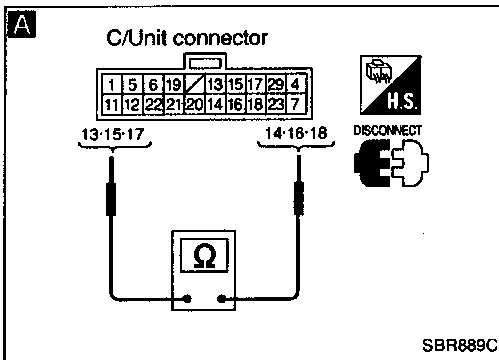 A
C/Unit connector
1 5 6 19 13 15 17 29 4
11 12 22 21 20 14 16 18 23 7
H.S.
13·15·17 14·16·18 DISCONNECT
Ω
SBR889C